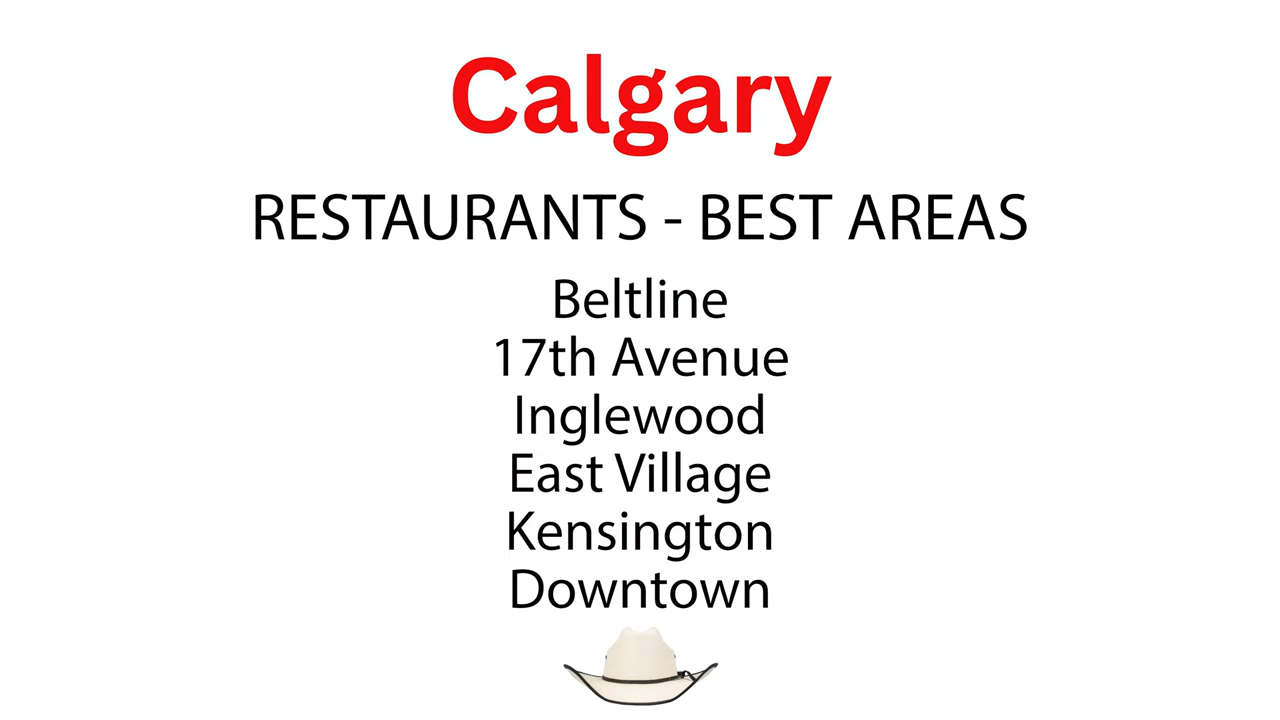 Calgary
RESTAURANTS - BEST AREAS
Beltline
17th Avenue
Inglewood
East Village
Kensington
Downtown